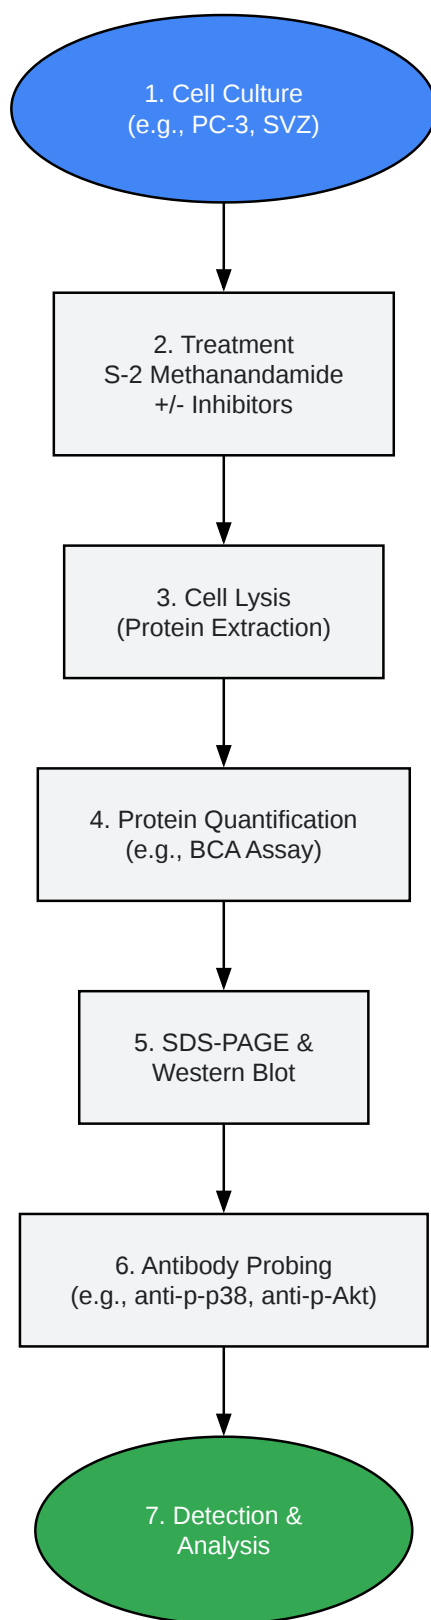 1. Cell Culture
(e.g., PC-3, SVZ)
2. Treatment
S-2 Methanandamide
+/- Inhibitors
3. Cell Lysis
(Protein Extraction)
4. Protein Quantification
(e.g., BCA Assay)
5. SDS-PAGE &
Western Blot
6. Antibody Probing
(e.g., anti-p-p38, anti-p-Akt)
7. Detection &
Analysis